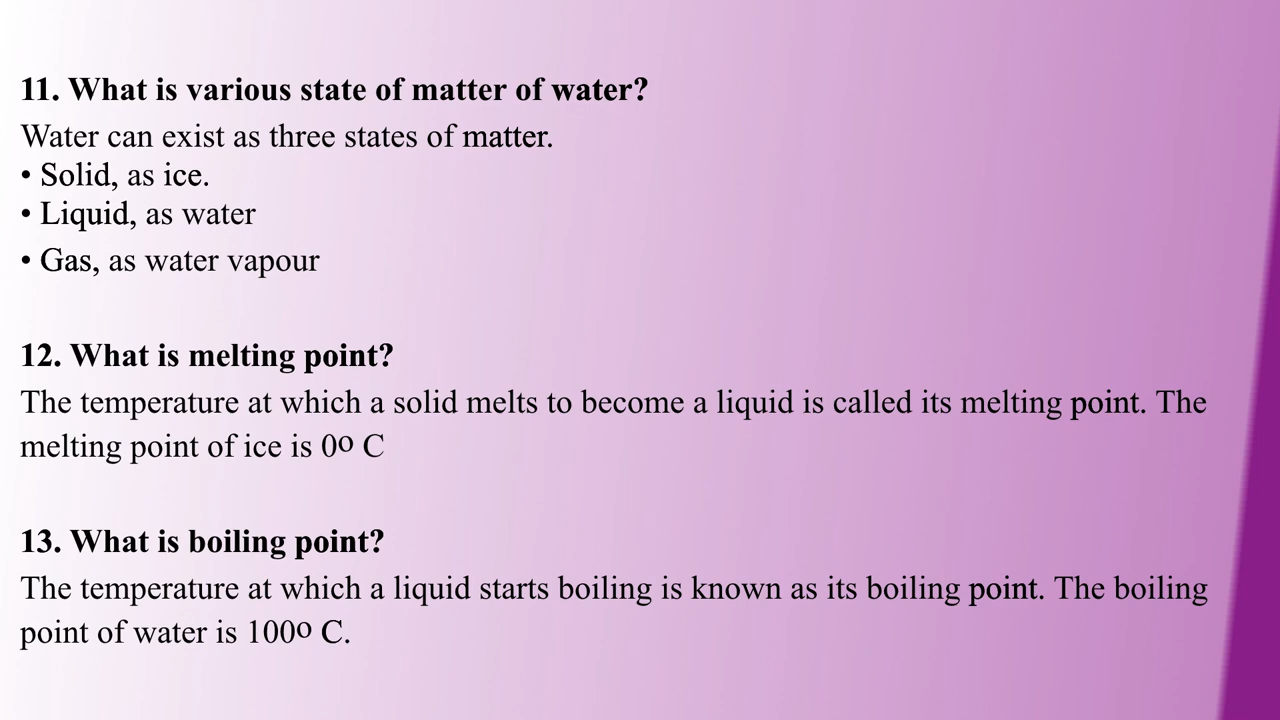 11. What is various state of matter of water?
Water can exist as three states of matter.
• Solid, as ice.
• Liquid, as water
• Gas, as water vapour
12. What is melting point?
The temperature at which a solid melts to become a liquid is called its melting point. The
melting point of ice is 0º C
13. What is boiling point?
The temperature at which a liquid starts boiling is known as its boiling point. The boiling
point of water is 100º C.